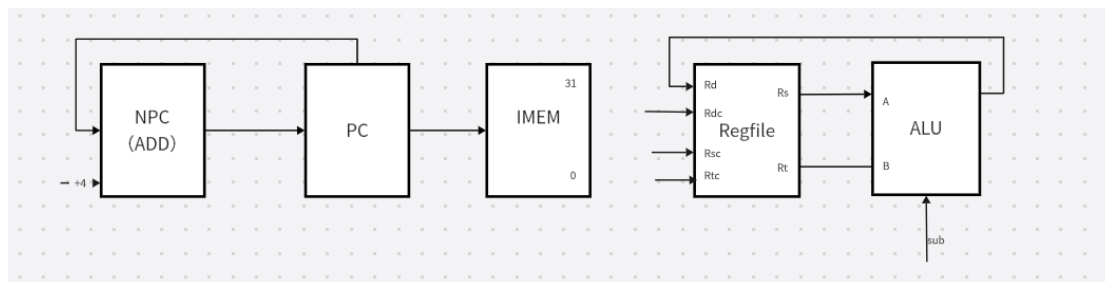 NPC
（ADD）
+4
PC
IMEM
31
0
Rd
Rdc
Regfile
Rsc
Rtc
Rs
Rt
A
ALU
B
sub